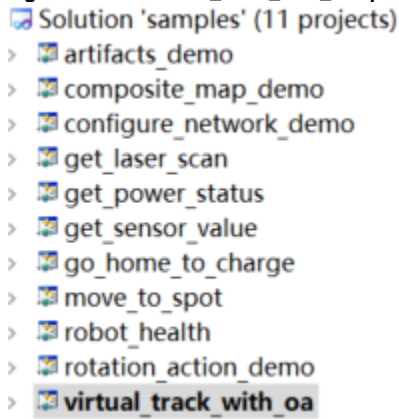 Solution 'samples' (11 projects)
artifacts_demo
composite_map_demo
configure_network_demo
get_laser_scan
get_power_status
get_sensor_value
go_home_to_charge
move_to_spot
robot_health
rotation_action_demo
virtual_track_with_oa